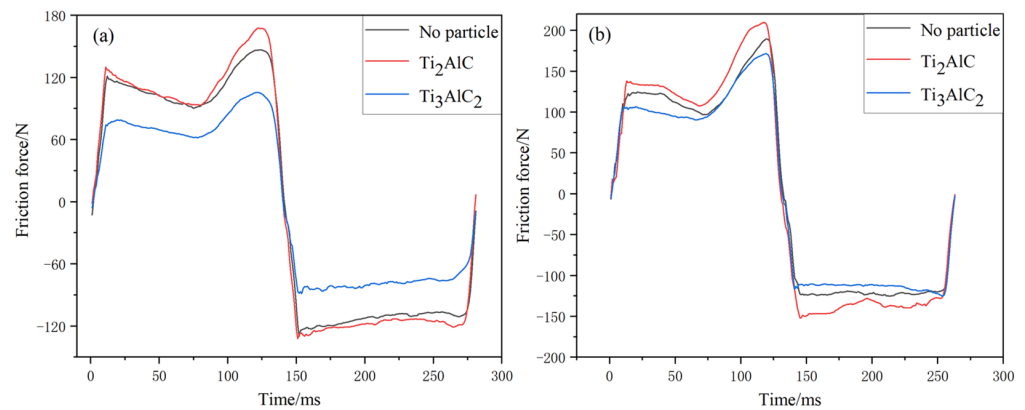 (a)
No particle
Ti₂AlC
Ti₃AlC₂
180
120
60
0
−60
−120
Friction force/N
0 50 100 150 200 250 300
Time/ms
(b)
No particle
Ti₂AlC
Ti₃AlC₂
200
150
100
50
0
−50
−100
−150
−200
Friction force/N
0 50 100 150 200 250 300
Time/ms